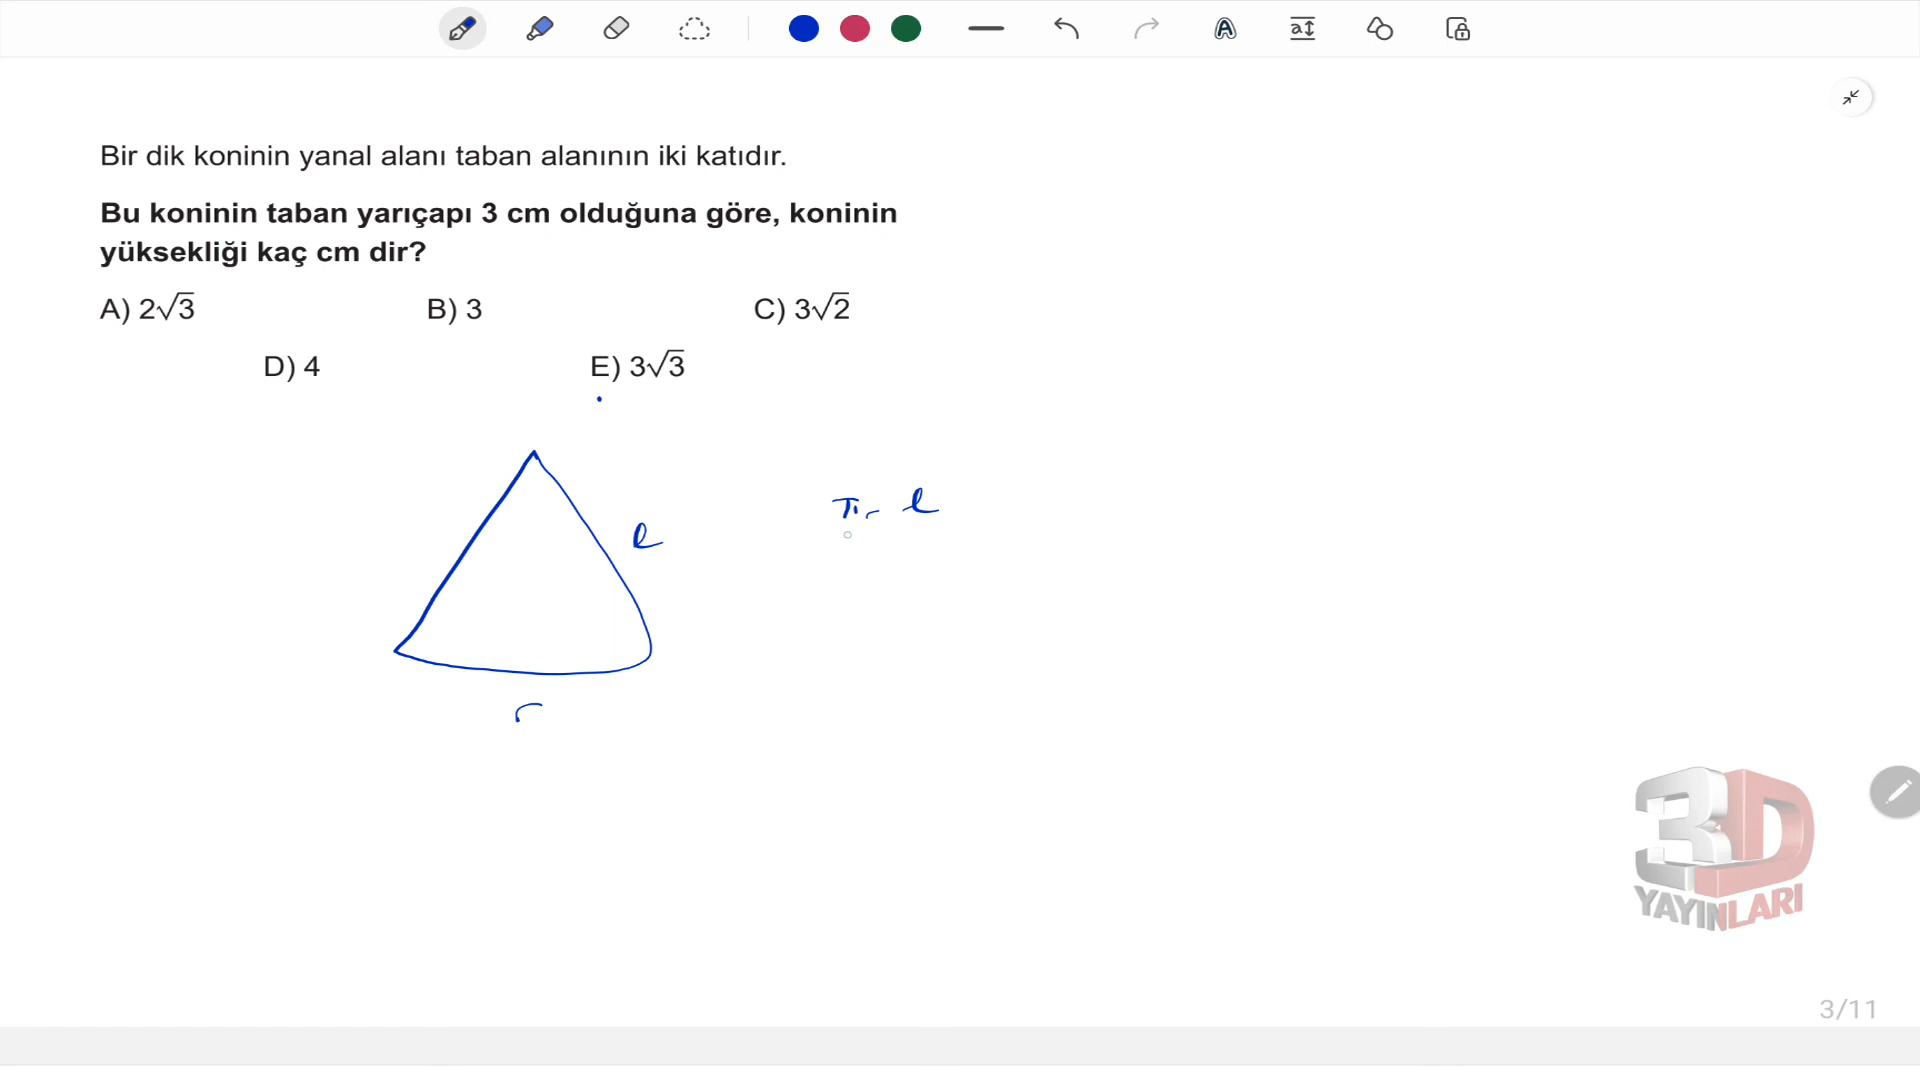 Bir dik koninin yanal alanı taban alanının iki katıdır.
Bu koninin taban yarıçapı 3 cm olduğuna göre, koninin
yüksekliği kaç cm dir?
A) 2√3 B) 3 C) 3√2
D) 4 E) 3√3
πr l
l
r
3D
YAYINLARI
3/11